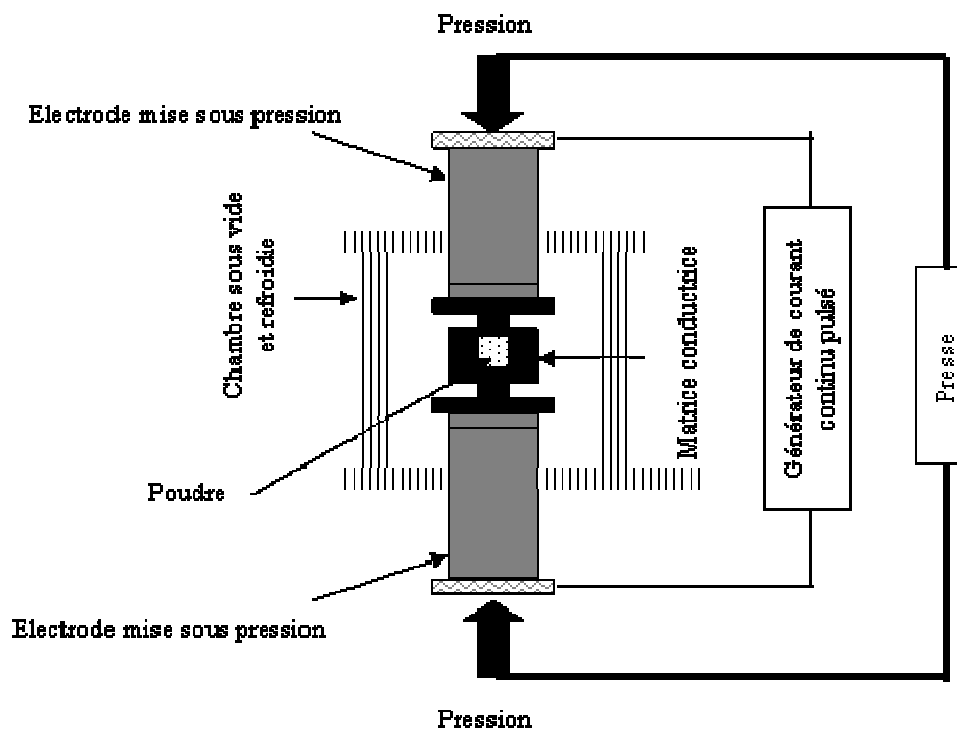 Pression
Electrode mise sous pression
Chambre sous vide
et refroidie
Matrice conductrice
Générateur de courant
continu pulsé
Presse
Poudre
Electrode mise sous pression
Pression